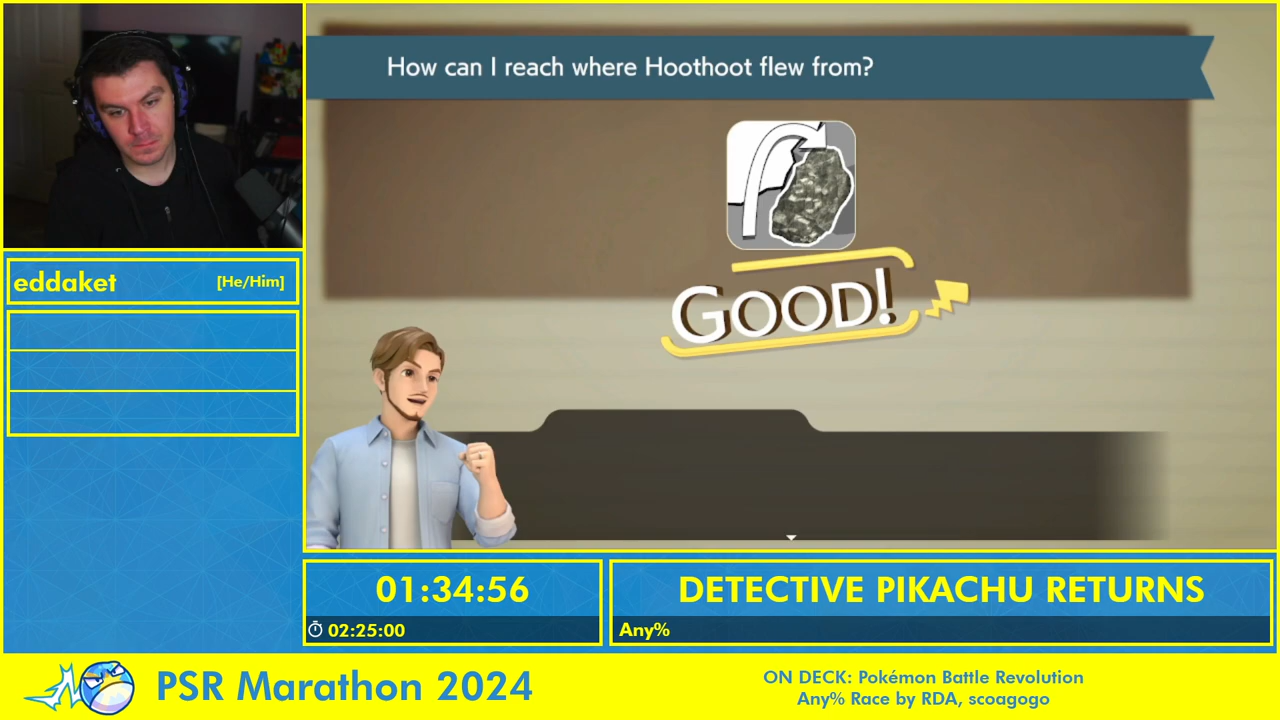 How can I reach where Hoothoot flew from?
GOOD!
eddaket
[He/Him]
01:34:56
02:25:00
DETECTIVE PIKACHU RETURNS
Any%
PSR Marathon 2024
ON DECK: Pokémon Battle Revolution
Any% Race by RDA, scoagogo